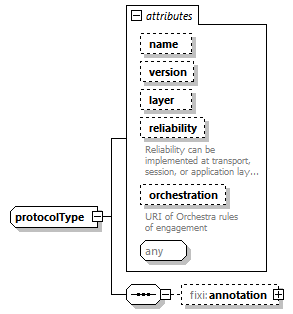 attributes
name
version
layer
reliability
Reliability can be
implemented at transport,
session, or application lay...
orchestration
URI of Orchestra rules
of engagement
any
protocolType
fixi:annotation